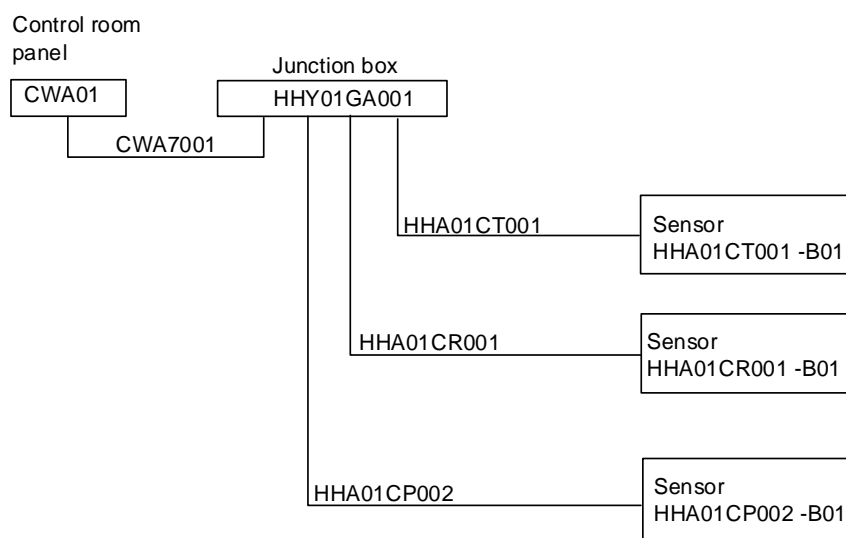 Control room
panel
CWA01
Junction box
HHY01GA001
CWA7001
HHA01CT001
Sensor
HHA01CT001 -B01
HHA01CR001
Sensor
HHA01CR001 -B01
HHA01CP002
Sensor
HHA01CP002 -B01